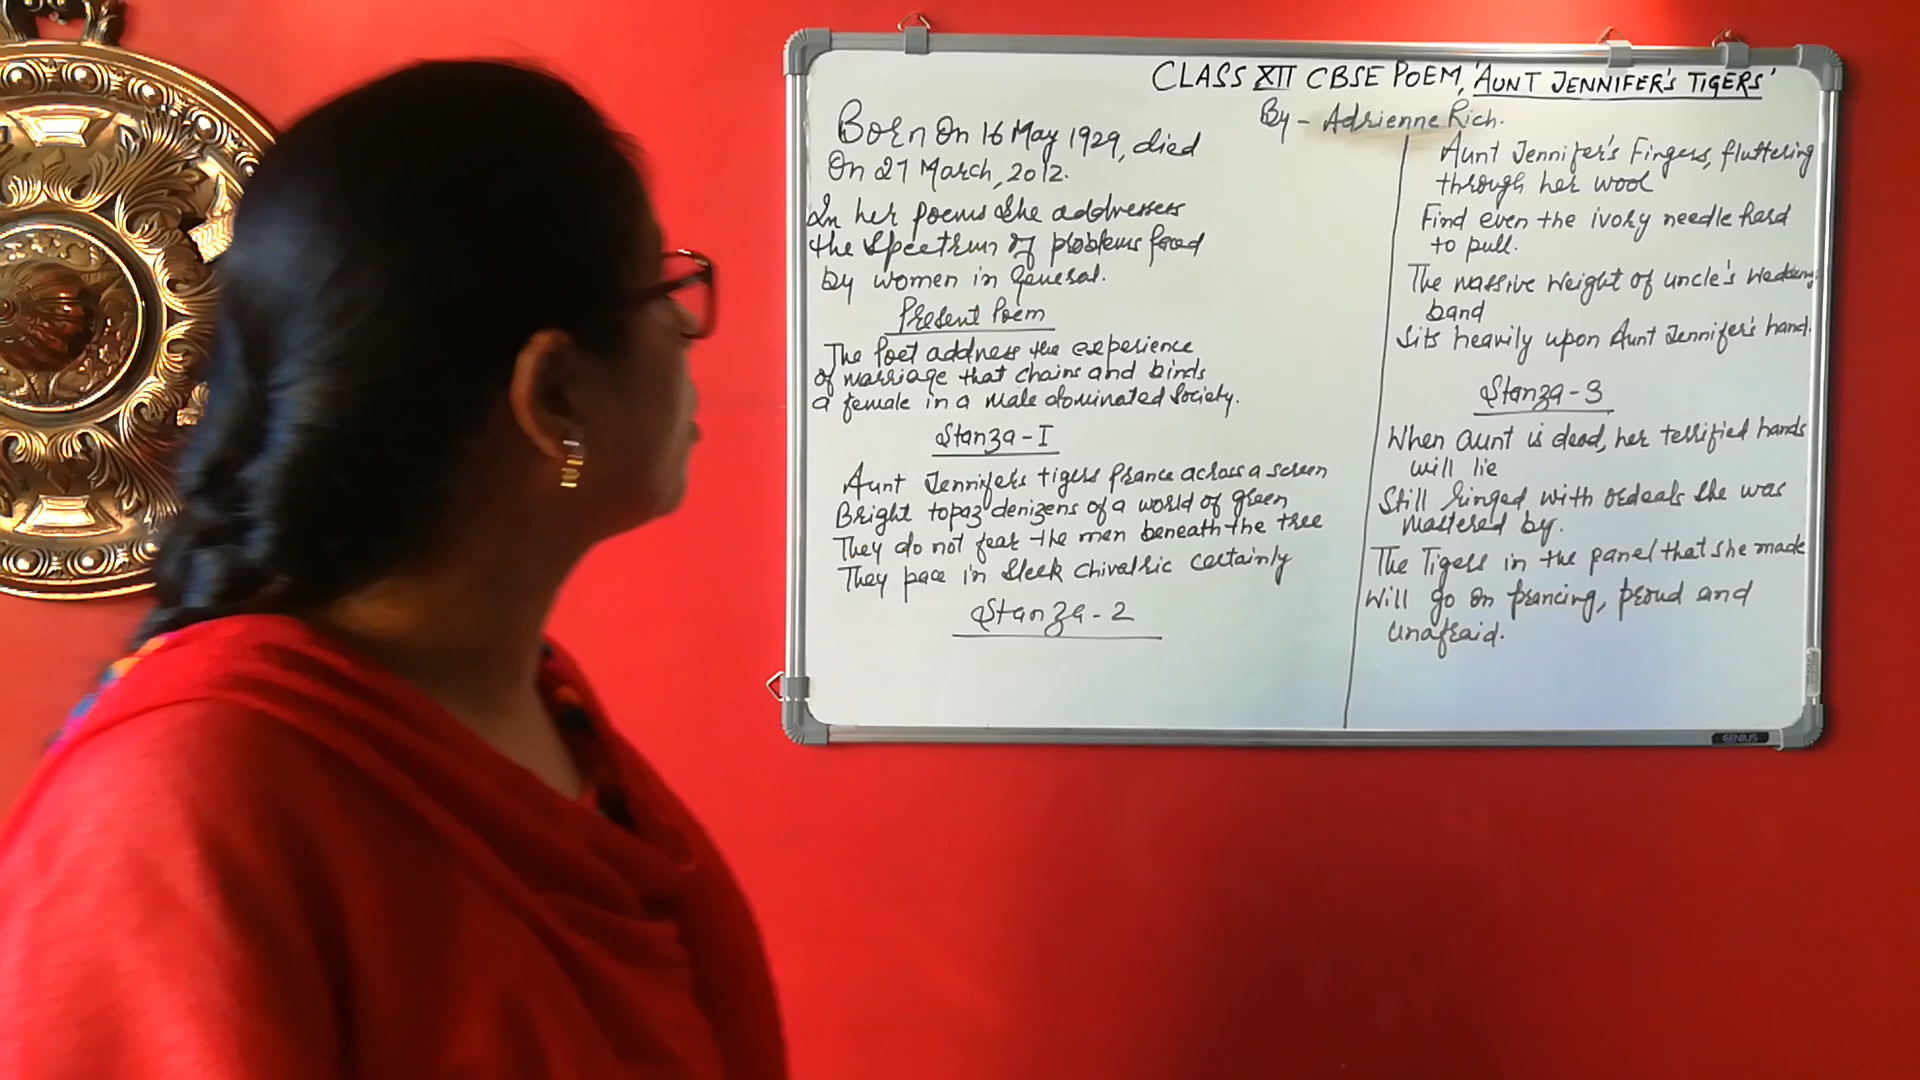 CLASS XII CBSE POEM, 'AUNT JENNIFER'S TIGERS'
By - Adrienne Rich.
Born On 16 May 1929, died
On 27 March, 2012.
In her poems She addresses
the Spectrum of problems faced
by women in General.
Present Poem
The Poet address the experience
of marriage that chains and binds
a female in a male dominated Society.
Stanza - I
Aunt Jennifer's tigers Prance across a screen
Bright topaz denizens of a world of green
They do not fear the men beneath the tree
They pace in Sleek chivalric certainly
Stanza - 2
Aunt Jennifer's Fingers, fluttering
through her wool
Find even the ivory needle hard
to pull.
The massive weight of uncle's wedding
band
Sits heavily upon Aunt Jennifer's hand.
Stanza - 3
When aunt is dead, her terrified hands
will lie
Still ringed with ordeals She was
Mastered by.
The Tigers in the panel that She made
Will go on prancing, proud and
unafraid.
GENIUS